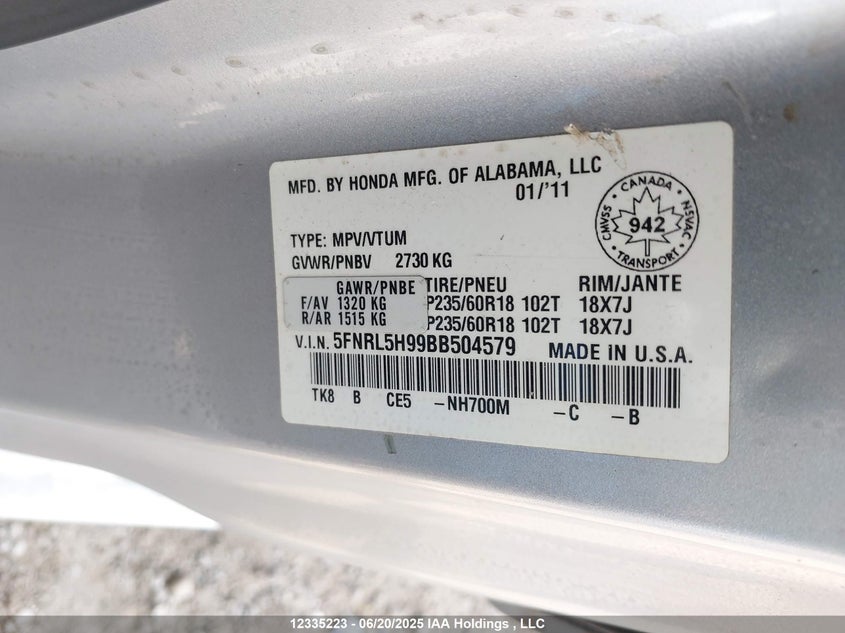 MFD. BY HONDA MFG. OF ALABAMA, LLC
01/'11
CANADA
CMVSS 942 NSVAC
TRANSPORT
TYPE: MPV/VTUM
GVWR/PNBV 2730 KG
GAWR/PNBE TIRE/PNEU RIM/JANTE
F/AV 1320 KG P235/60R18 102T 18X7J
R/AR 1515 KG P235/60R18 102T 18X7J
V.I.N. 5FNRL5H99BB504579 MADE IN U.S.A.
TK8 B CE5 -NH700M -C -B
12335223 - 06/20/2025 IAA Holdings , LLC